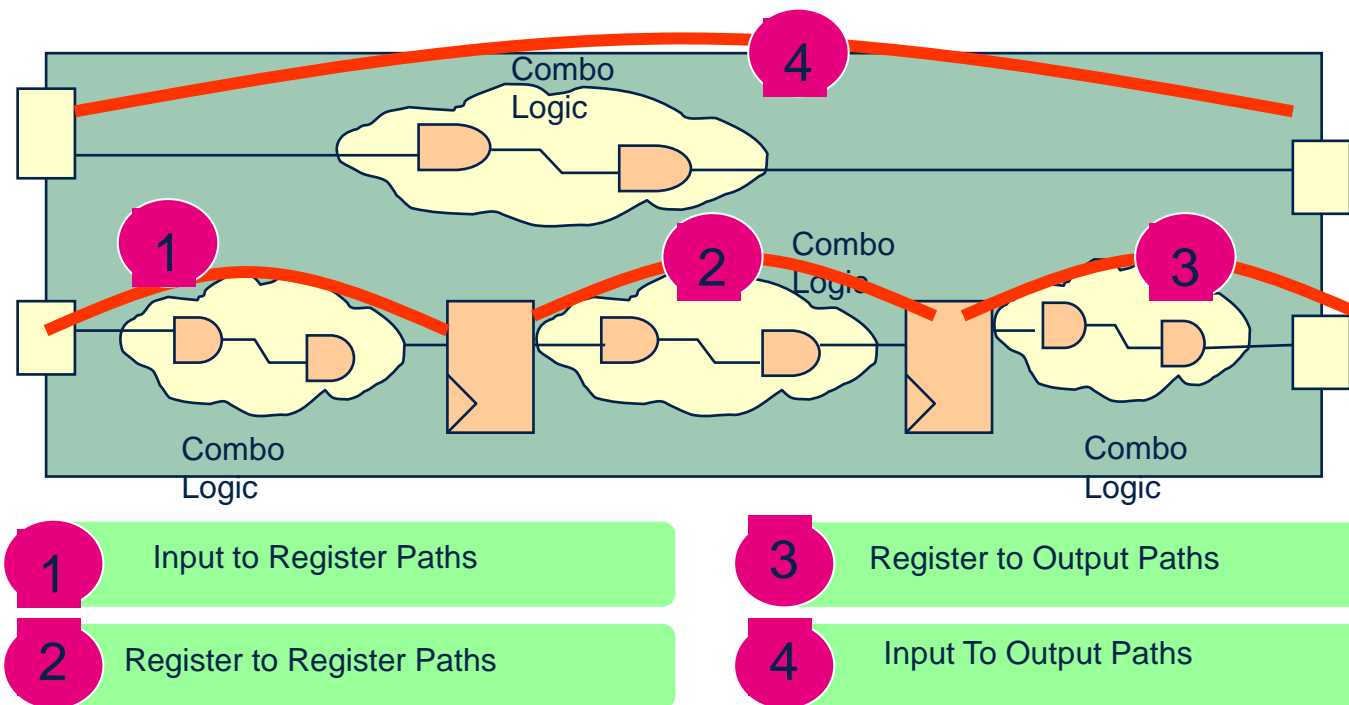 4
Combo
Logic
1
2
Combo
Logic
3
Combo
Logic
Combo
Logic
1
Input to Register Paths
3
Register to Output Paths
2
Register to Register Paths
4
Input To Output Paths